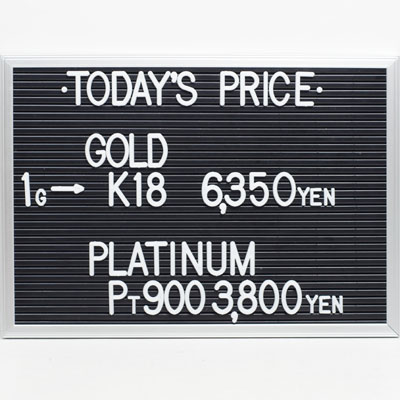 ·TODAY'S PRICE·
GOLD
1G→ K18 6,350YEN
PLATINUM
PT900 3,800YEN